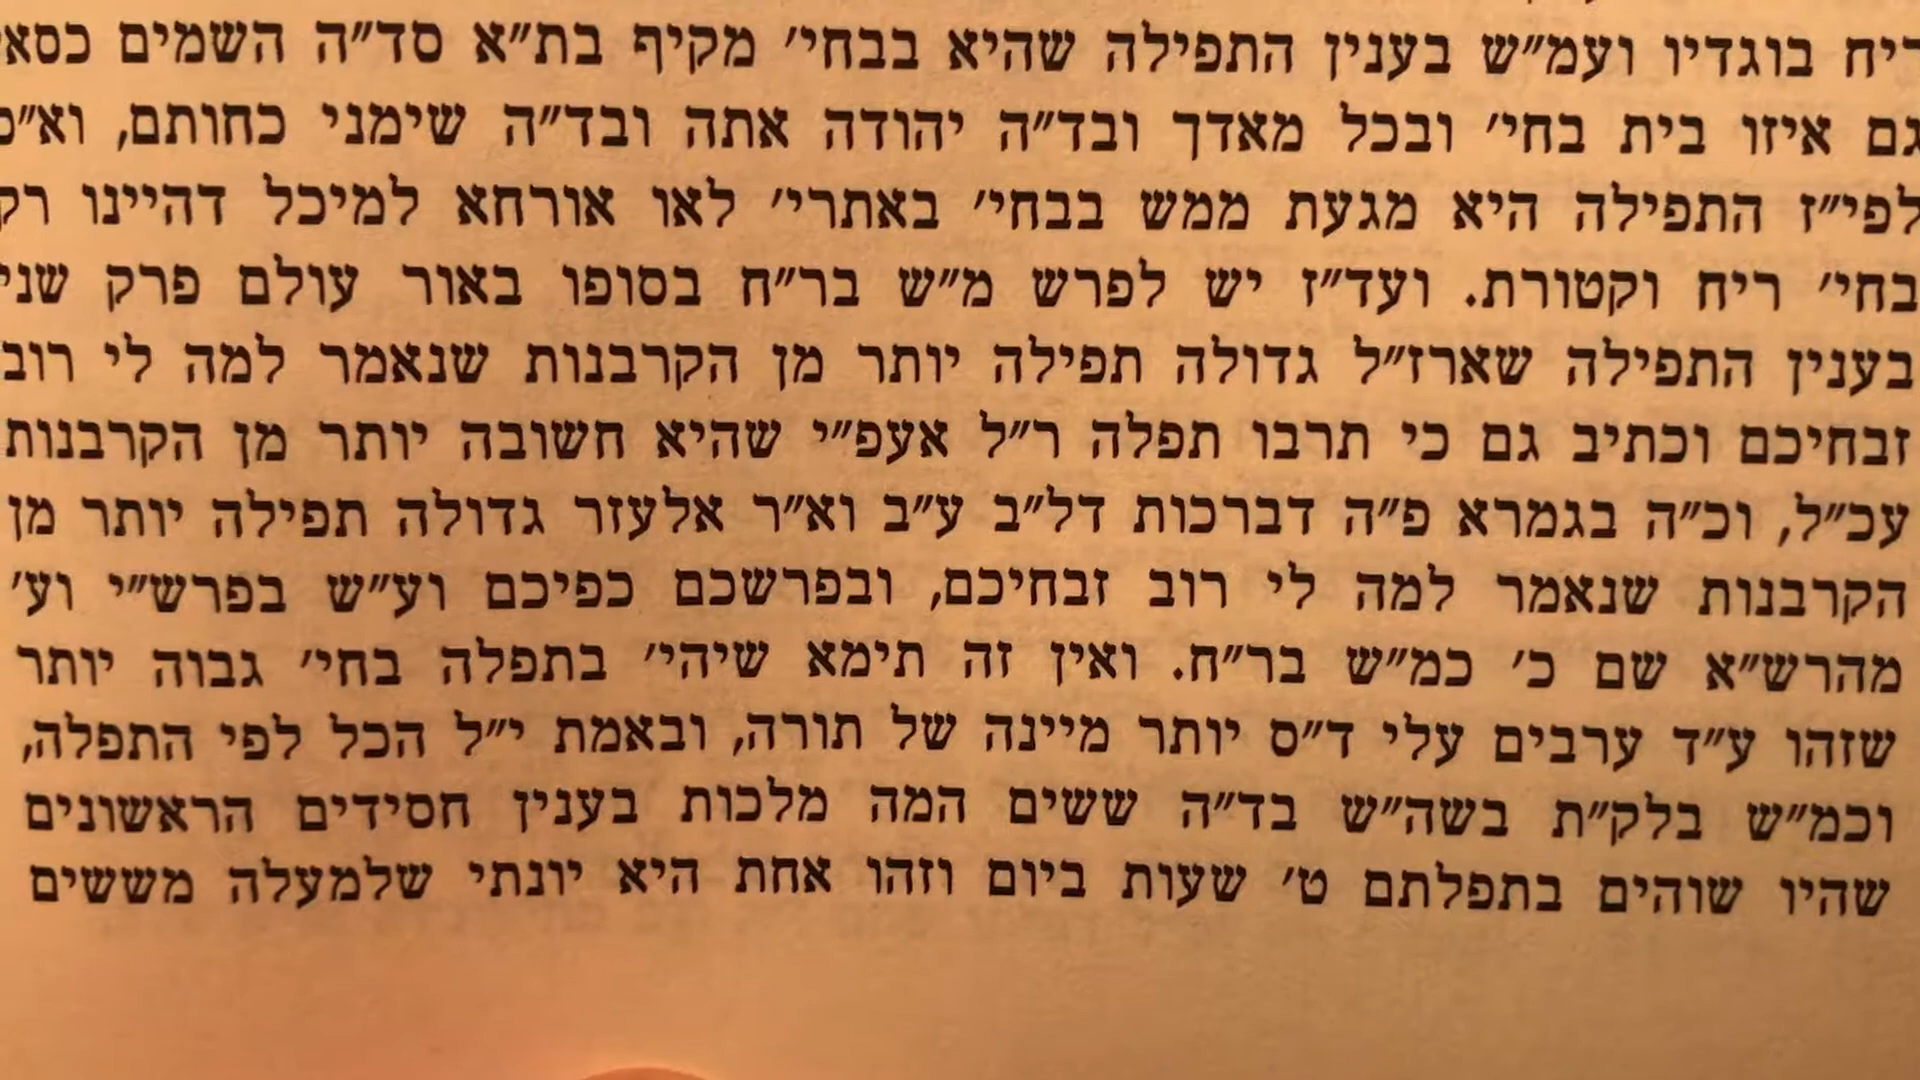 ריח בוגדיו ועמ״ש בענין התפילה שהיא בבחי׳ מקיף בת״א סד״ה השמים כסאי
גם איזו בית בחי׳ ובכל מאדך ובד״ה יהודה אתה ובד״ה שימני כחותם,
לפי״ז התפילה היא מגעת ממש בבחי׳ באתרי׳ לאו אורחא למיכל דהיינו רק
בחי׳ ריח וקטורת. ועד״ז יש לפרש מ״ש בר״ח בסופו באור עולם פרק שני
בענין התפילה שארז״ל גדולה תפילה יותר מן הקרבנות שנאמר למה לי רוב
זבחיכם וכתיב גם כי תרבו תפלה ר״ל אעפ״י שהיא חשובה יותר מן הקרבנות
עכ״ל, וכ״ה בגמרא פ״ה דברכות דל״ב ע״ב וא״ר אלעזר גדולה תפילה יותר מן
הקרבנות שנאמר למה לי רוב זבחיכם, ובפרשכם כפיכם וע״ש בפרש״י וע׳
מהרש״א שם כ׳ כמ״ש בר״ח. ואין זה תימא שיהי׳ בתפלה בחי׳ גבוה יותר
שזהו ע״ד ערבים עלי ד״ס יותר מיינה של תורה, ובאמת י״ל הכל לפי התפלה,
וכמ״ש בלק״ת בשה״ש בד״ה ששים המה מלכות בענין חסידים הראשונים
שהיו שוהים בתפלתם ט׳ שעות ביום וזהו אחת היא יונתי שלמעלה מששים